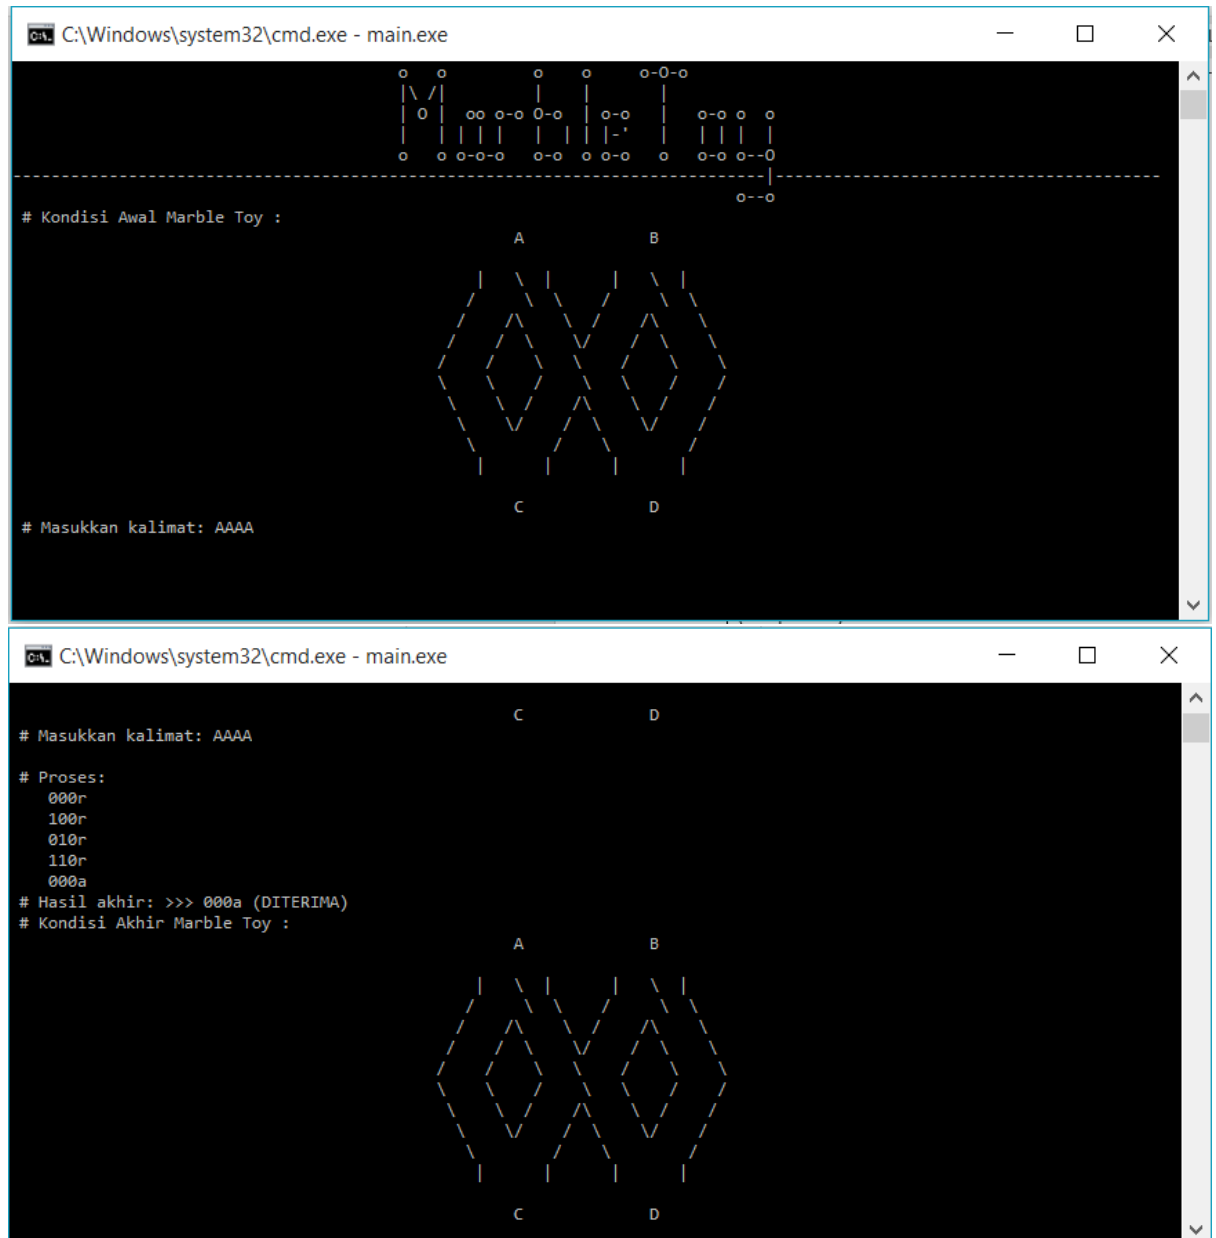 C:\Windows\system32\cmd.exe - main.exe
# Kondisi Awal Marble Toy :
A B
C D
# Masukkan kalimat: AAAA
C:\Windows\system32\cmd.exe - main.exe
C D
# Masukkan kalimat: AAAA
# Proses:
000r
100r
010r
110r
000a
# Hasil akhir: >>> 000a (DITERIMA)
# Kondisi Akhir Marble Toy :
A B
C D